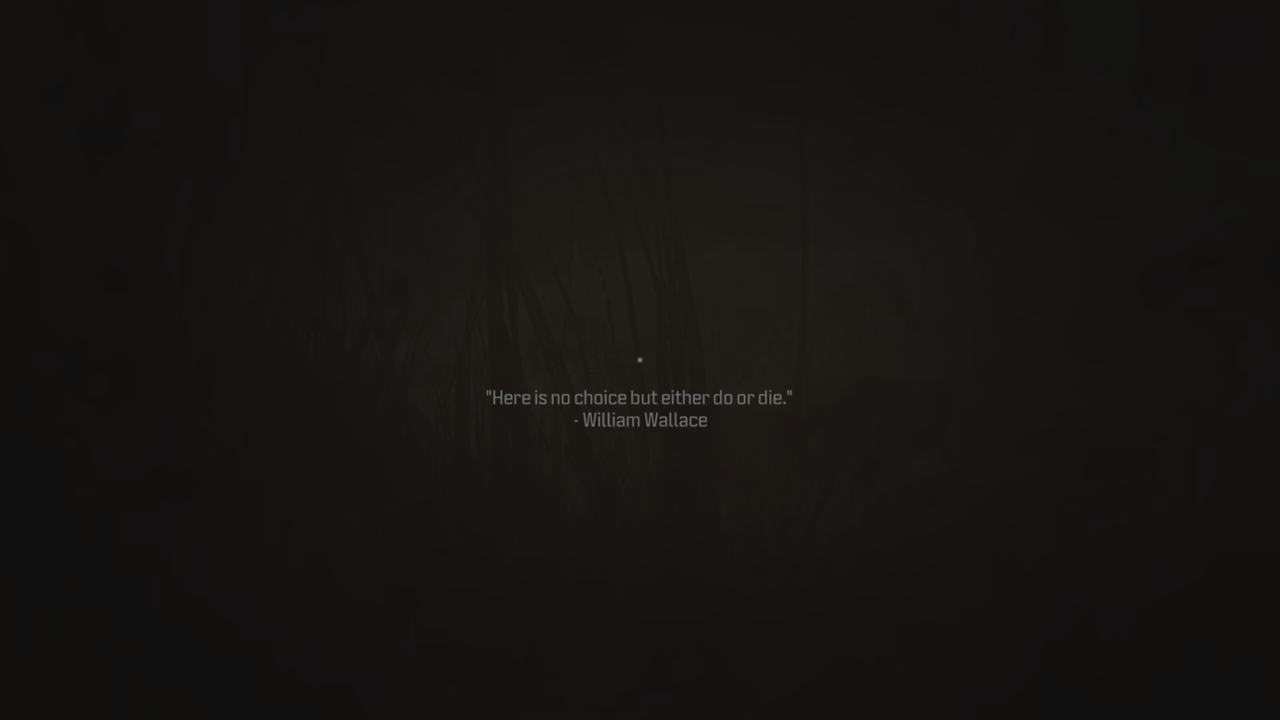 "Here is no choice but either do or die."
- William Wallace